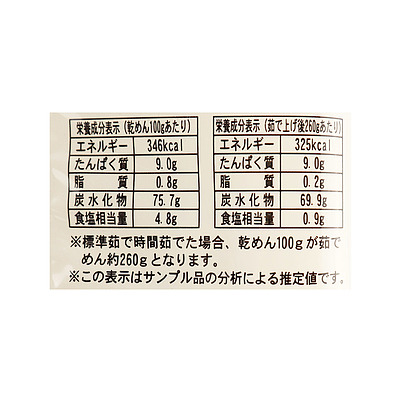 栄養成分表示(乾めん100gあたり)
エネルギー 346kcal
たんぱく質 9.0g
脂質 0.8g
炭水化物 75.7g
食塩相当量 4.8g
栄養成分表示(茹で上げ後260gあたり)
エネルギー 325kcal
たんぱく質 9.0g
脂質 0.2g
炭水化物 69.9g
食塩相当量 0.9g
※標準茹で時間茹でた場合、乾めん100gが茹で
めん約260gとなります。
※この表示はサンプル品の分析による推定値です。